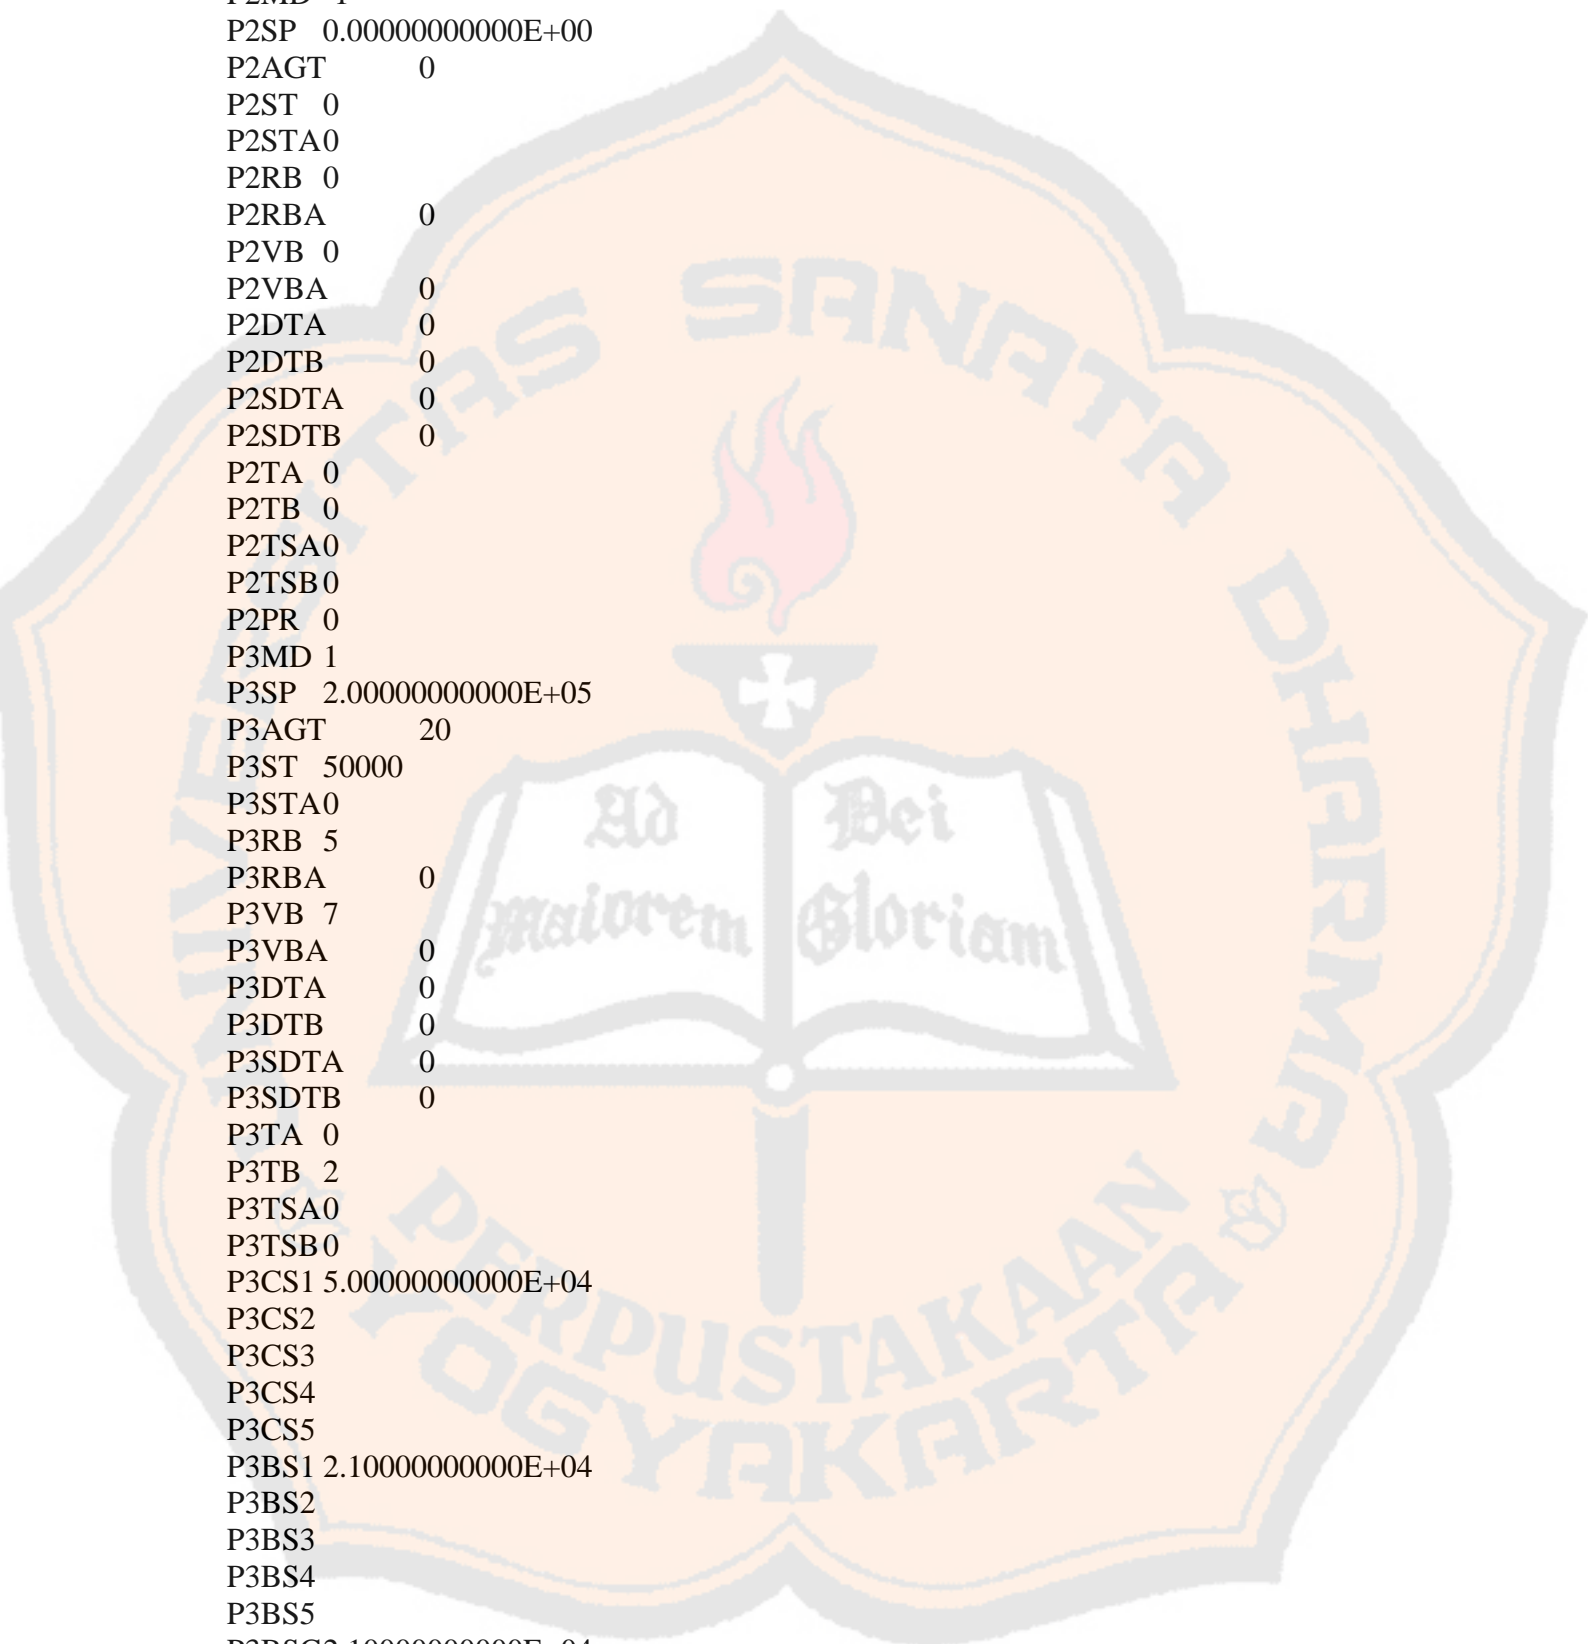 P2SP 0.00000000000E+00
P2AGT 0
P2ST 0
P2STA0
P2RB 0
P2RBA 0
P2VB 0
P2VBA 0
P2DTA 0
P2DTB 0
P2SDTA 0
P2SDTB 0
P2TA 0
P2TB 0
P2TSA0
P2TSB0
P2PR 0
P3MD 1
P3SP 2.00000000000E+05
P3AGT 20
P3ST 50000
P3STA0
P3RB 5
P3RBA 0
P3VB 7
P3VBA 0
P3DTA 0
P3DTB 0
P3SDTA 0
P3SDTB 0
P3TA 0
P3TB 2
P3TSA0
P3TSB0
P3CS1 5.00000000000E+04
P3CS2
P3CS3
P3CS4
P3CS5
P3BS1 2.10000000000E+04
P3BS2
P3BS3
P3BS4
P3BS5
UNIVERSITAS SANATA DHARMA
Ad maiorem
Dei Gloriam
PERPUSTAKAAN
YOGYAKARTA